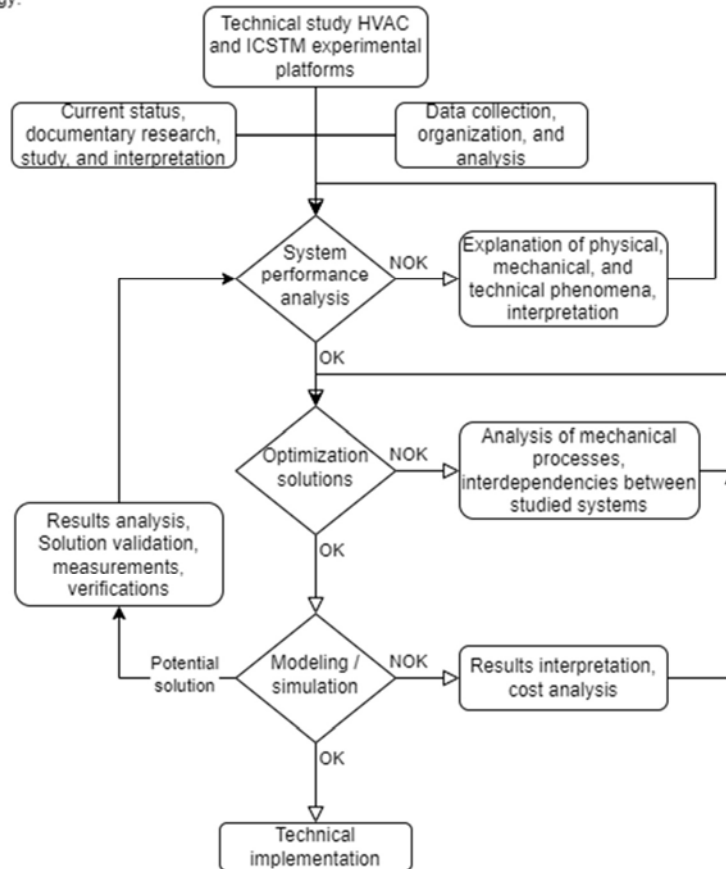 gy.
Technical study HVAC
and ICSTM experimental
platforms
Current status,
documentary research,
study, and interpretation
Data collection,
organization, and
analysis
System
performance
analysis
NOK
Explanation of physical,
mechanical, and
technical phenomena,
interpretation
OK
Optimization
solutions
NOK
Analysis of mechanical
processes,
interdependencies between
studied systems
OK
Results analysis,
Solution validation,
measurements,
verifications
Potential
solution
Modeling /
simulation
NOK
Results interpretation,
cost analysis
OK
Technical
implementation